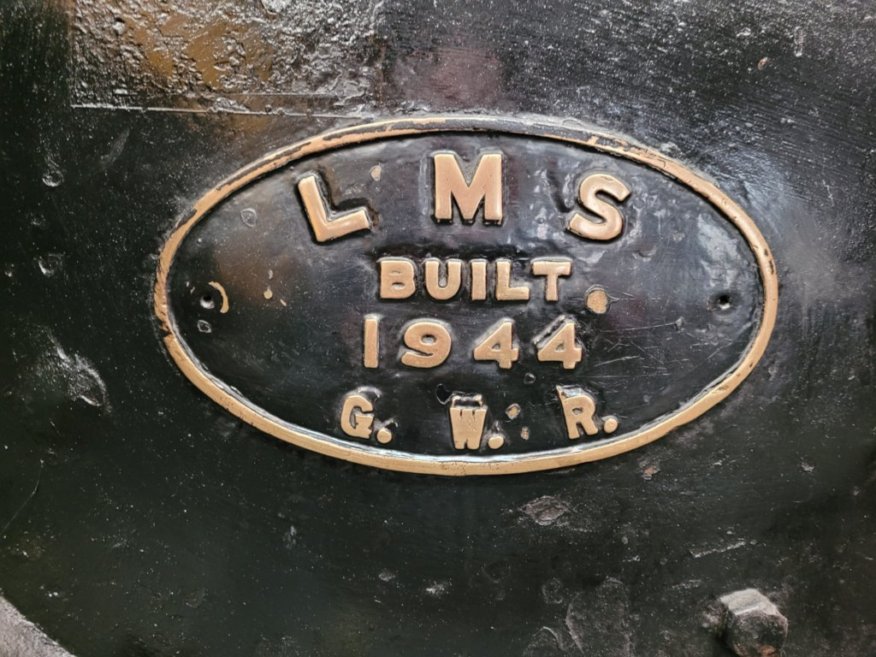 LMS
BUILT
1944
G. W. R.